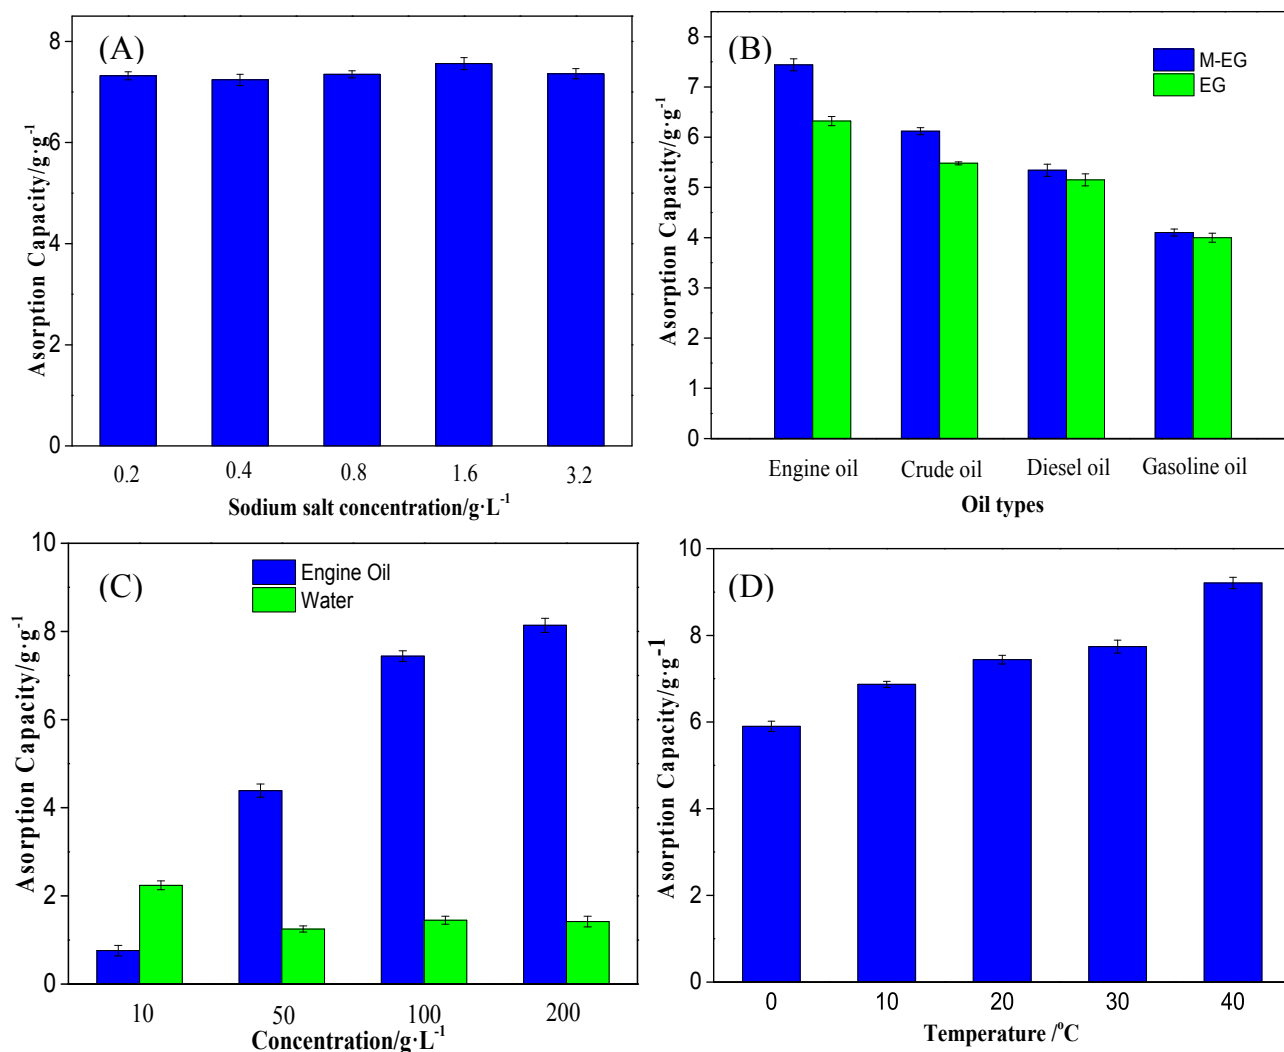 (A)
8
6
4
2
0
Asorption Capacity/g·g-1
0.2 0.4 0.8 1.6 3.2
Sodium salt concentration/g·L-1
(B)
M-EG
EG
8
7
6
5
4
3
2
1
0
Asorption Capacity/g·g-1
Engine oil Crude oil Diesel oil Gasoline oil
Oil types
(C)
Engine Oil
Water
10
8
6
4
2
0
Asorption Capacity/g·g-1
10 50 100 200
Concentration/g·L-1
(D)
10
8
6
4
2
0
Asorption Capacity/g·g-1
0 10 20 30 40
Temperature /°C